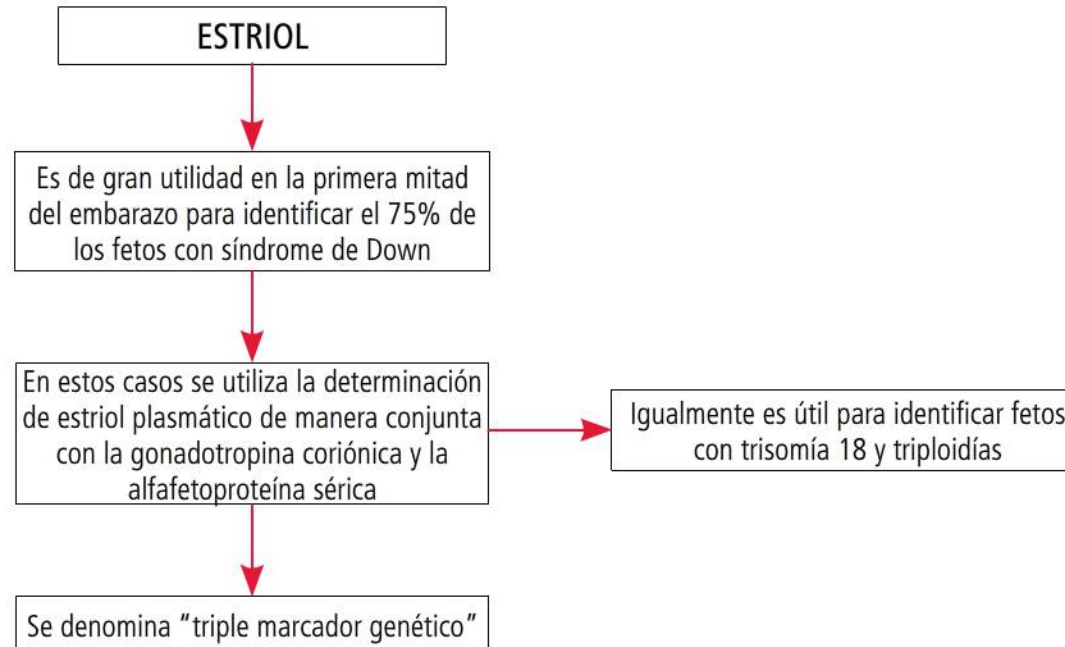 ESTRIOL
Es de gran utilidad en la primera mitad
del embarazo para identificar el 75% de
los fetos con síndrome de Down
En estos casos se utiliza la determinación
de estriol plasmático de manera conjunta
con la gonadotropina coriónica y la
alfafetoproteína sérica
Igualmente es útil para identificar fetos
con trisomía 18 y triploidías
Se denomina “triple marcador genético”